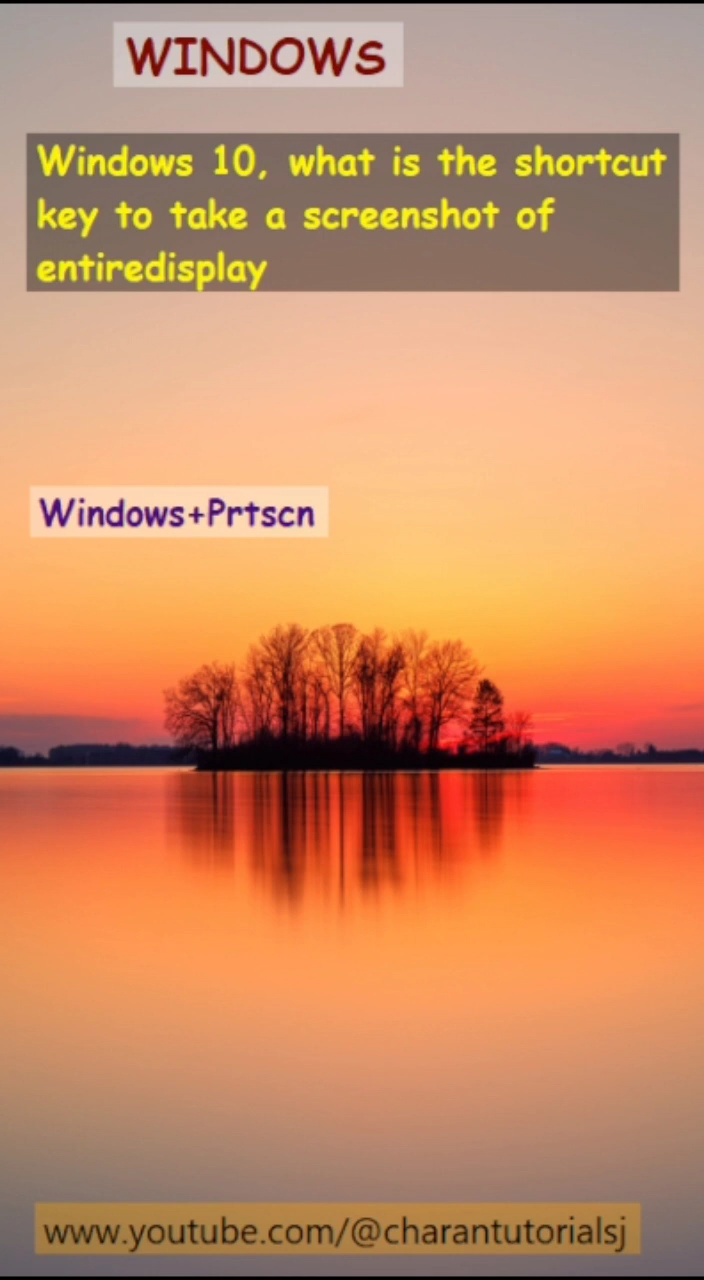 WINDOWS
Windows 10, what is the shortcut
key to take a screenshot of
entiredisplay
Windows+Prtscn
www.youtube.com/@charantutorialsj